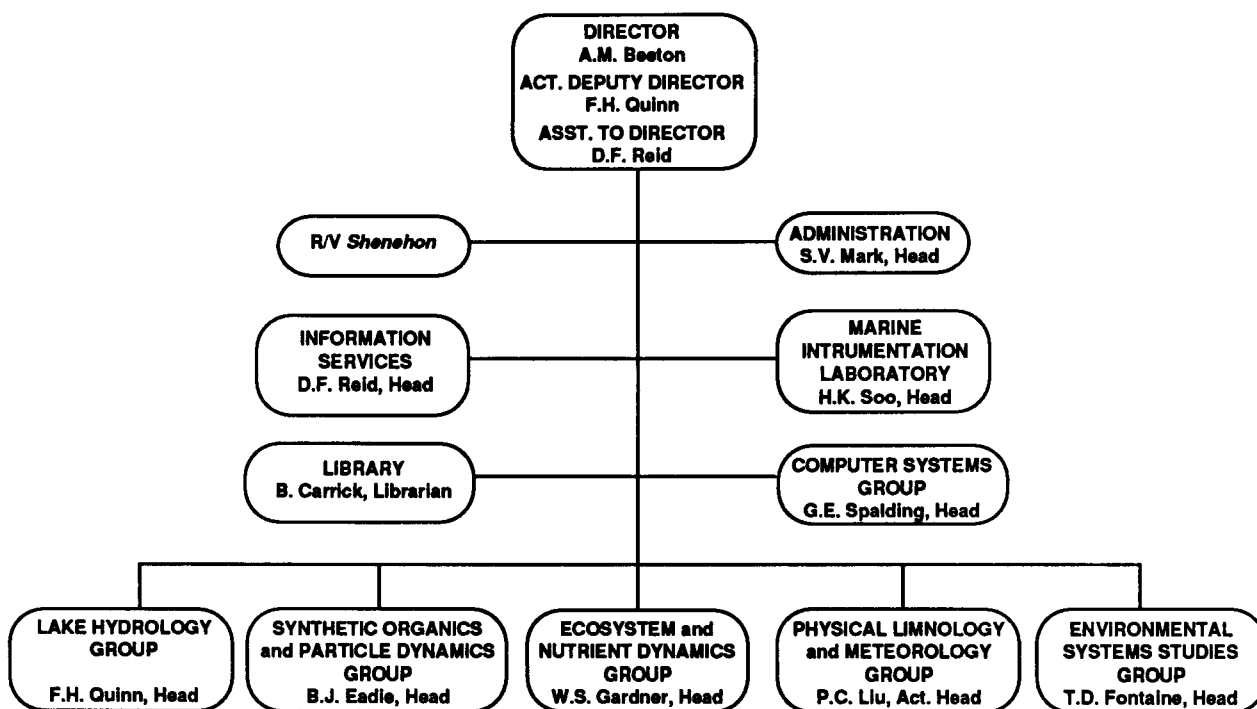 DIRECTOR
A.M. Beeton
ACT. DEPUTY DIRECTOR
F.H. Quinn
ASST. TO DIRECTOR
D.F. Reid
R/V Shenehon
ADMINISTRATION
S.V. Mark, Head
INFORMATION
SERVICES
D.F. Reid, Head
MARINE
INTRUMENTATION
LABORATORY
H.K. Soo, Head
LIBRARY
B. Carrick, Librarian
COMPUTER SYSTEMS
GROUP
G.E. Spalding, Head
LAKE HYDROLOGY
GROUP
F.H. Quinn, Head
SYNTHETIC ORGANICS
and PARTICLE DYNAMICS
GROUP
B.J. Eadie, Head
ECOSYSTEM and
NUTRIENT DYNAMICS
GROUP
W.S. Gardner, Head
PHYSICAL LIMNOLOGY
and METEOROLOGY
GROUP
P.C. Liu, Act. Head
ENVIRONMENTAL
SYSTEMS STUDIES
GROUP
T.D. Fontaine, Head